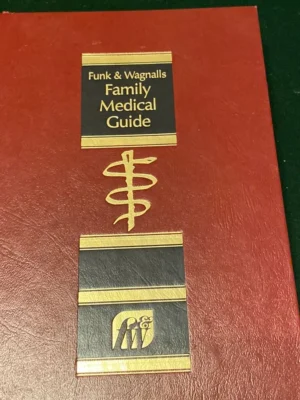 Funk & Wagnalls
Family
Medical
Guide
f&w